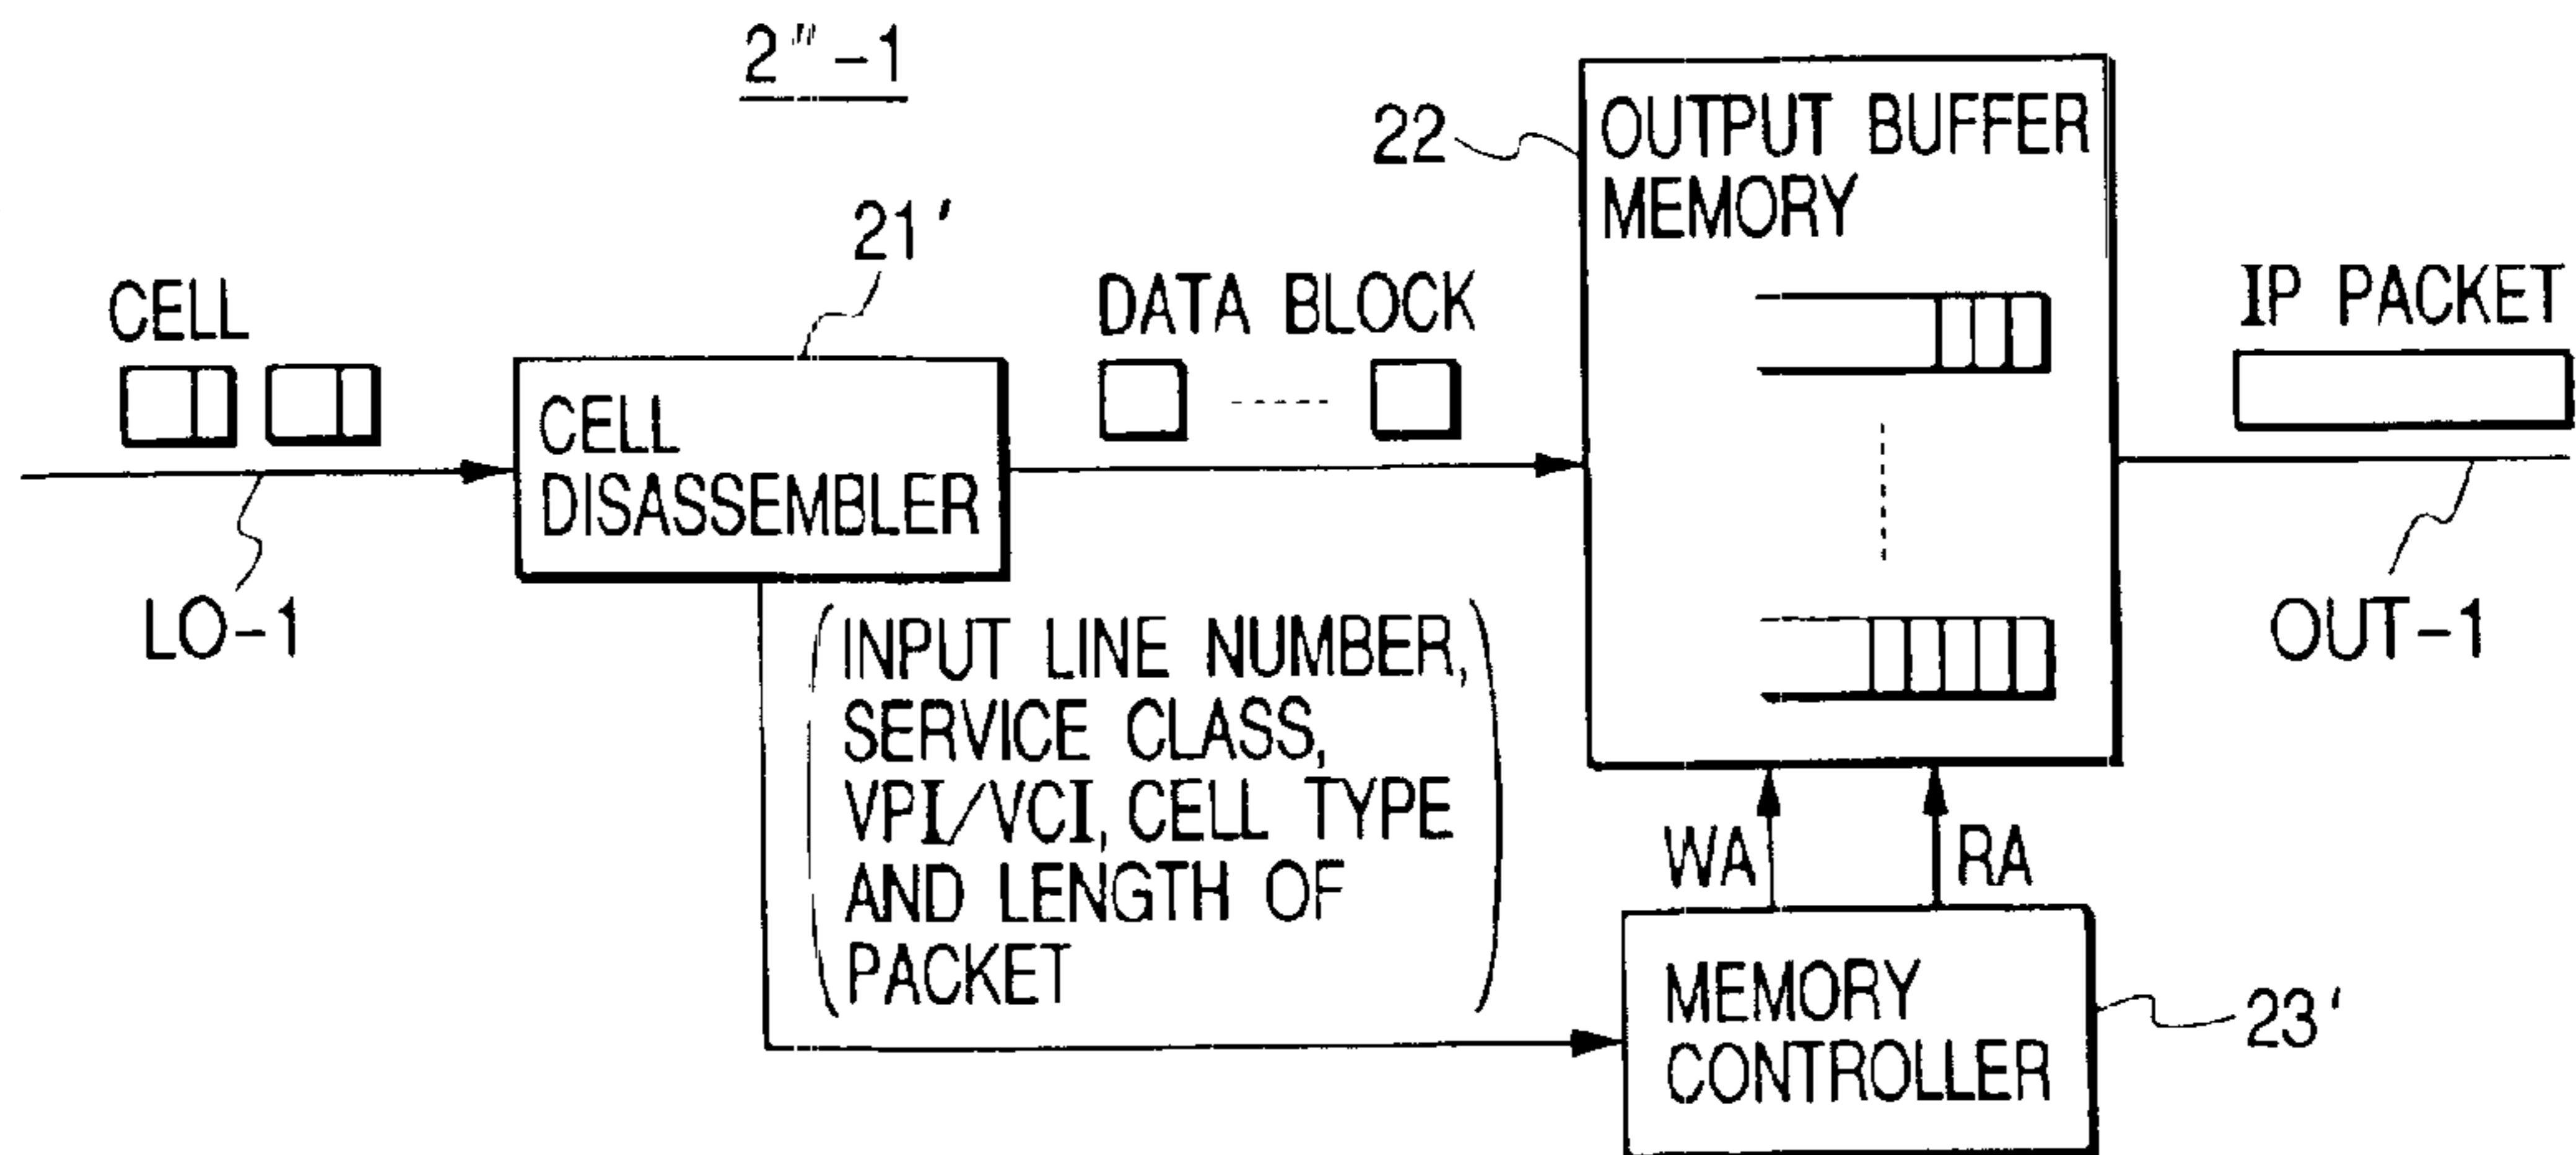 2'''-1
22
OUTPUT BUFFER
MEMORY
21'
CELL
DATA BLOCK
IP PACKET
CELL
DISASSEMBLER
LO-1
OUT-1
(INPUT LINE NUMBER,
SERVICE CLASS,
VPI/VCI, CELL TYPE
AND LENGTH OF
PACKET)
WA
RA
MEMORY
CONTROLLER
23'